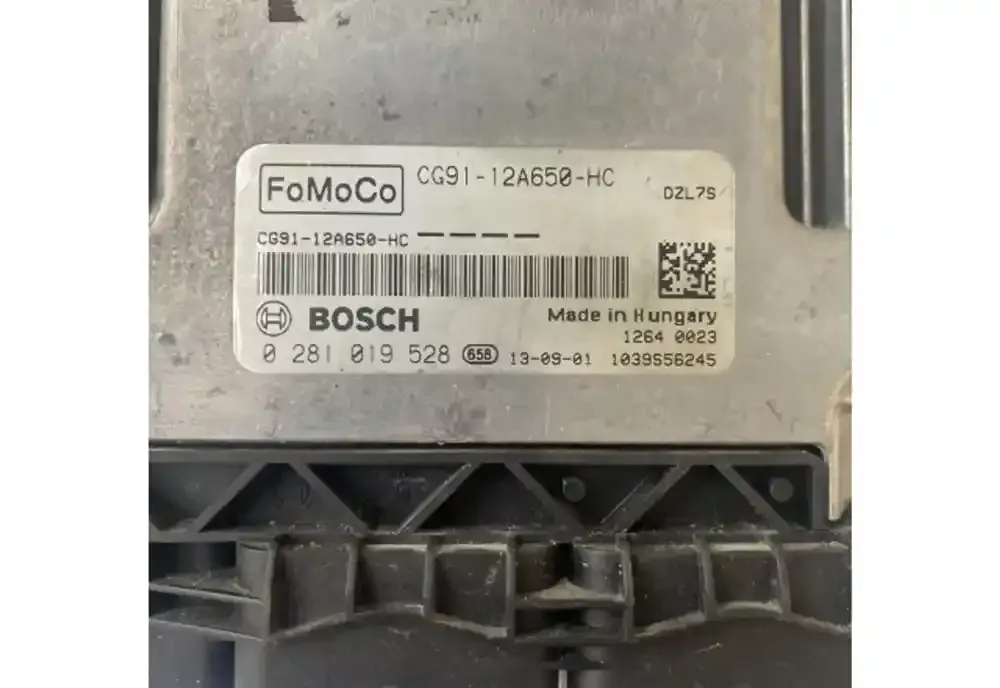 FoMoCo CG91-12A650-HC DZL7S
CG91-12A650-HC
BOSCH Made in Hungary
1264 0023
0 281 019 528 658 13-09-01 1039S56245